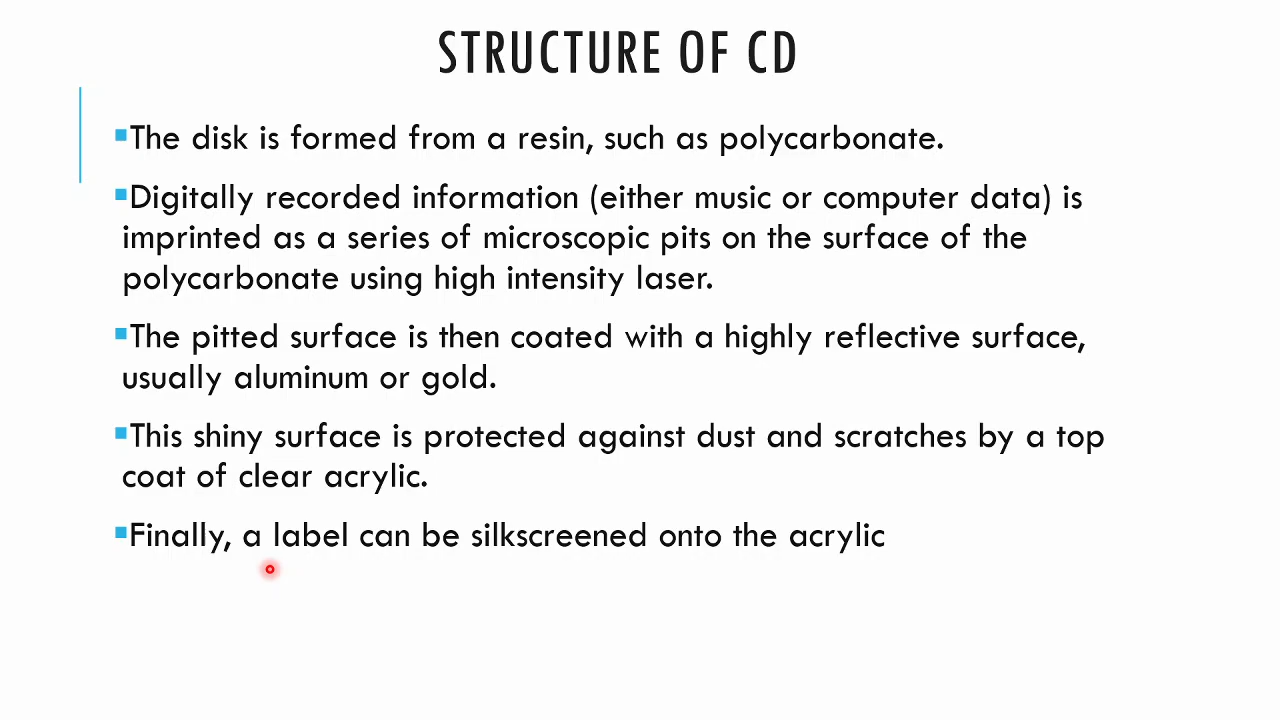 STRUCTURE OF CD
▪The disk is formed from a resin, such as polycarbonate.
▪Digitally recorded information (either music or computer data) is
imprinted as a series of microscopic pits on the surface of the
polycarbonate using high intensity laser.
▪The pitted surface is then coated with a highly reflective surface,
usually aluminum or gold.
▪This shiny surface is protected against dust and scratches by a top
coat of clear acrylic.
▪Finally, a label can be silkscreened onto the acrylic